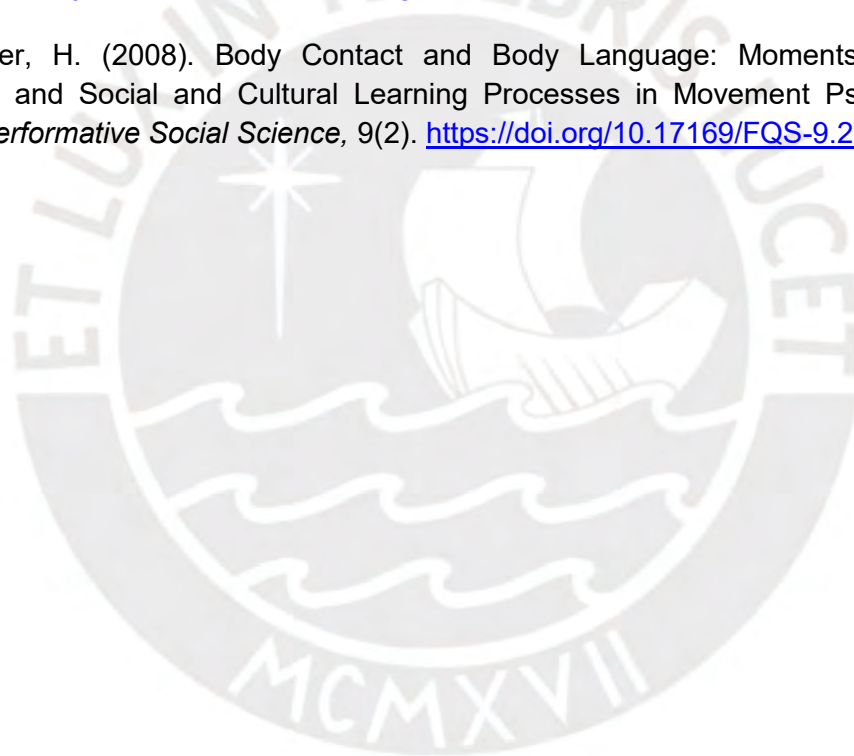 er, H. (2008). Body Contact and Body Language: Moments
and Social and Cultural Learning Processes in Movement Ps
erformative Social Science, 9(2). https://doi.org/10.17169/FQS-9.2
ET LUX IN TENEBRIS LUCET
MCMXVII